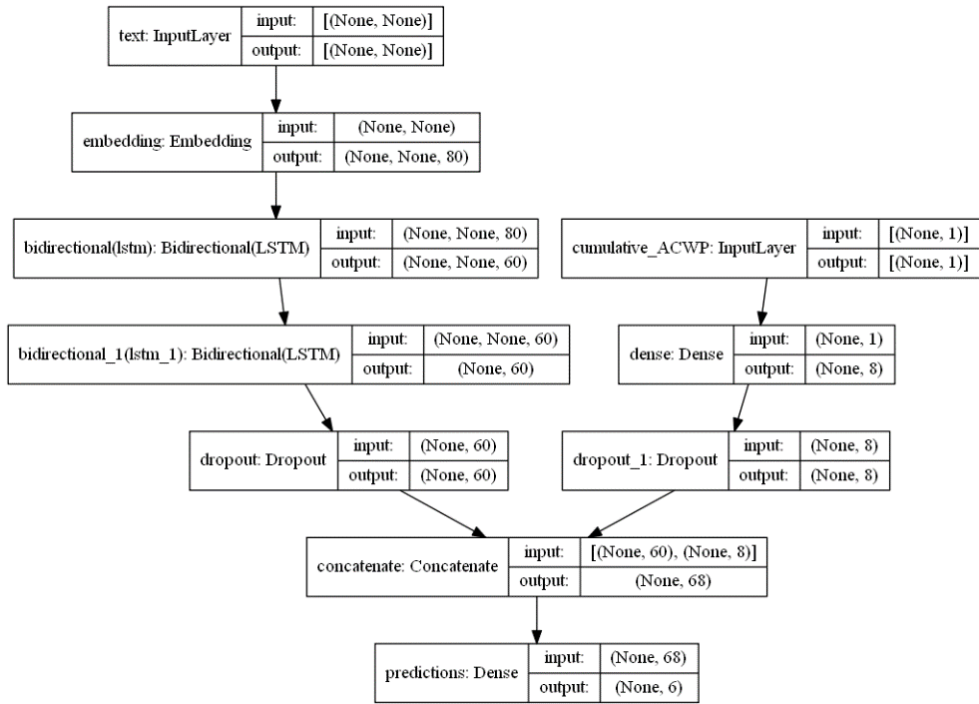 text: InputLayer
input: [(None, None)]
output: [(None, None)]
embedding: Embedding
input: (None, None)
output: (None, None, 80)
bidirectional(lstm): Bidirectional(LSTM)
input: (None, None, 80)
output: (None, None, 60)
cumulative_ACWP: InputLayer
input: [(None, 1)]
output: [(None, 1)]
bidirectional_1(lstm_1): Bidirectional(LSTM)
input: (None, None, 60)
output: (None, 60)
dense: Dense
input: (None, 1)
output: (None, 8)
dropout: Dropout
input: (None, 60)
output: (None, 60)
dropout_1: Dropout
input: (None, 8)
output: (None, 8)
concatenate: Concatenate
input: [(None, 60), (None, 8)]
output: (None, 68)
predictions: Dense
input: (None, 68)
output: (None, 6)